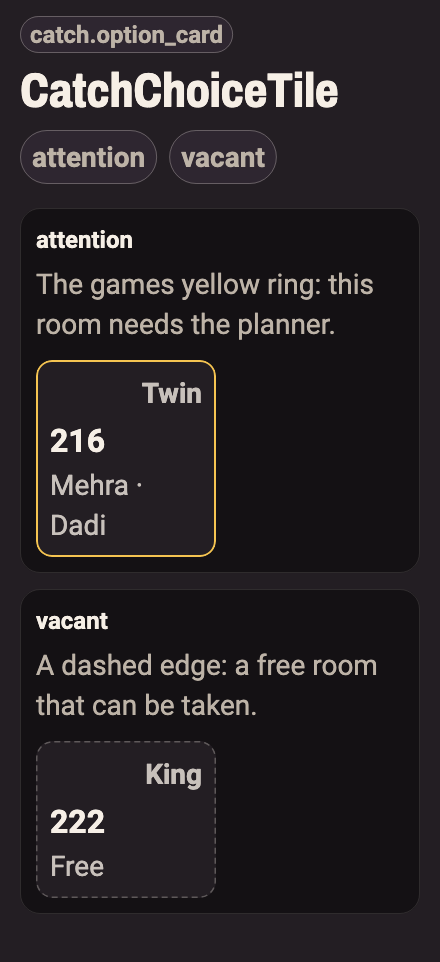 catch.option_card
CatchChoiceTile
attention
vacant
attention
The games yellow ring: this
room needs the planner.
Twin
216
Mehra ·
Dadi
vacant
A dashed edge: a free room
that can be taken.
King
222
Free